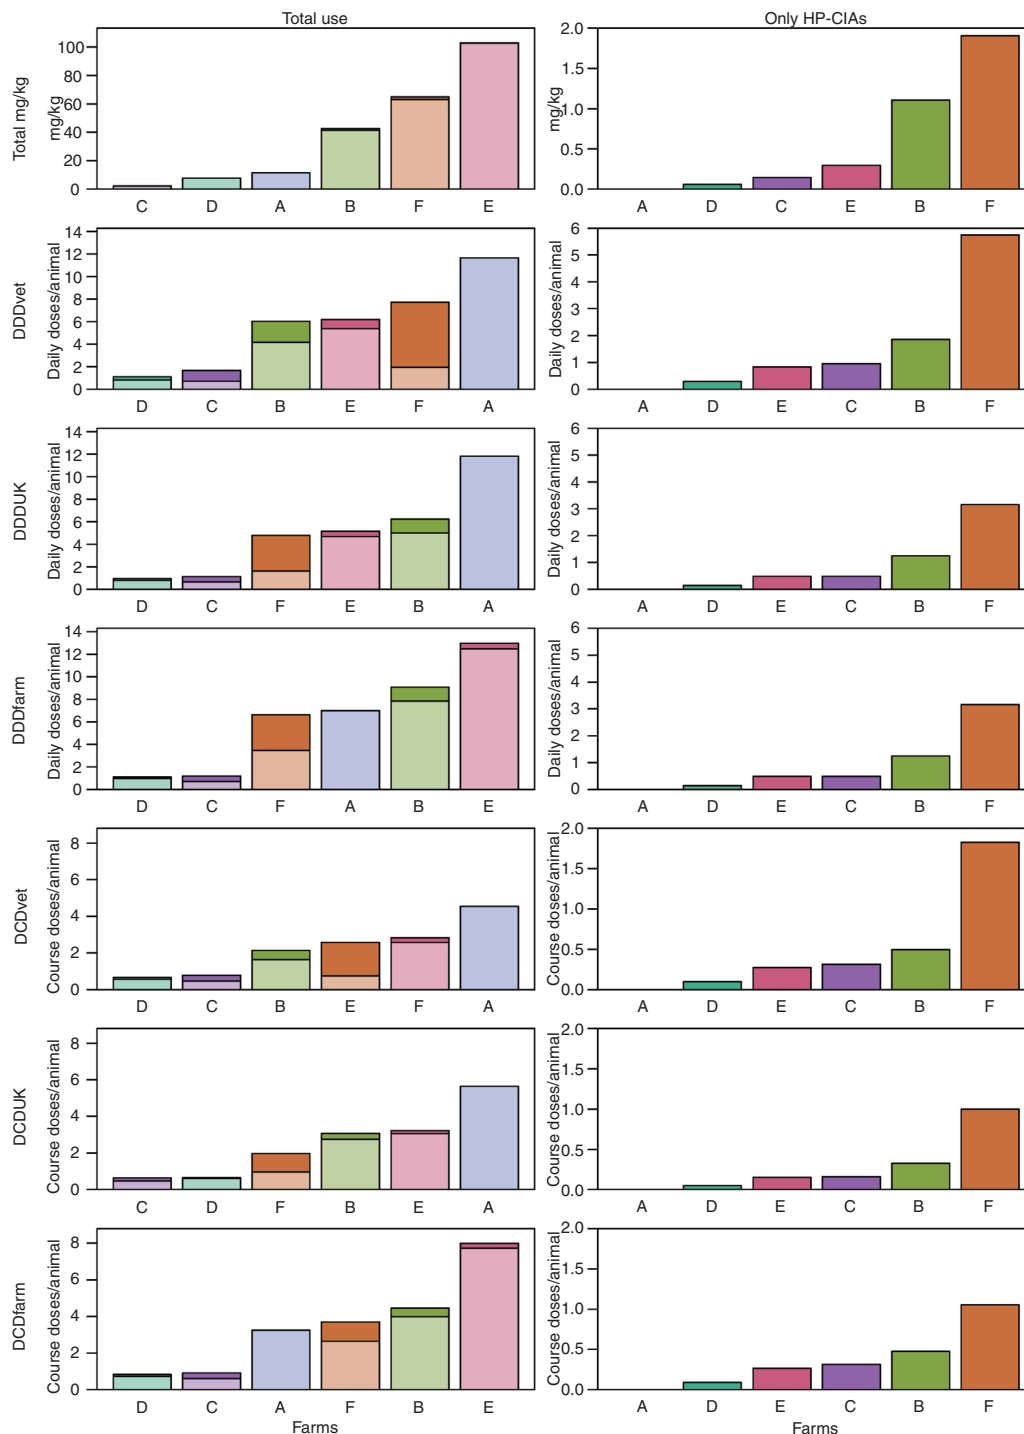 Total use
Only HP-CIAs
Total mg/kg
mg/kg
100
80
60
40
20
0
C D A B F E
mg/kg
2.0
1.5
1.0
0.5
0.0
A D C E B F
DDDvet
Daily doses/animal
14
12
10
8
6
4
2
0
D C B E F A
Daily doses/animal
6
5
4
3
2
1
0
A D E C B F
DDDUK
Daily doses/animal
14
12
10
8
6
4
2
0
D C F E B A
Daily doses/animal
6
5
4
3
2
1
0
A D E C B F
DDDfarm
Daily doses/animal
14
12
10
8
6
4
2
0
D C F A B E
Daily doses/animal
6
5
4
3
2
1
0
A D E C B F
DCDvet
Course doses/animal
8
6
4
2
0
D C B E F A
Course doses/animal
2.0
1.5
1.0
0.5
0.0
A D E C B F
DCDUK
Course doses/animal
8
6
4
2
0
C D F B E A
Course doses/animal
2.0
1.5
1.0
0.5
0.0
A D E C B F
DCDfarm
Course doses/animal
8
6
4
2
0
D C A F B E
Farms
Course doses/animal
2.0
1.5
1.0
0.5
0.0
A D E C B F
Farms